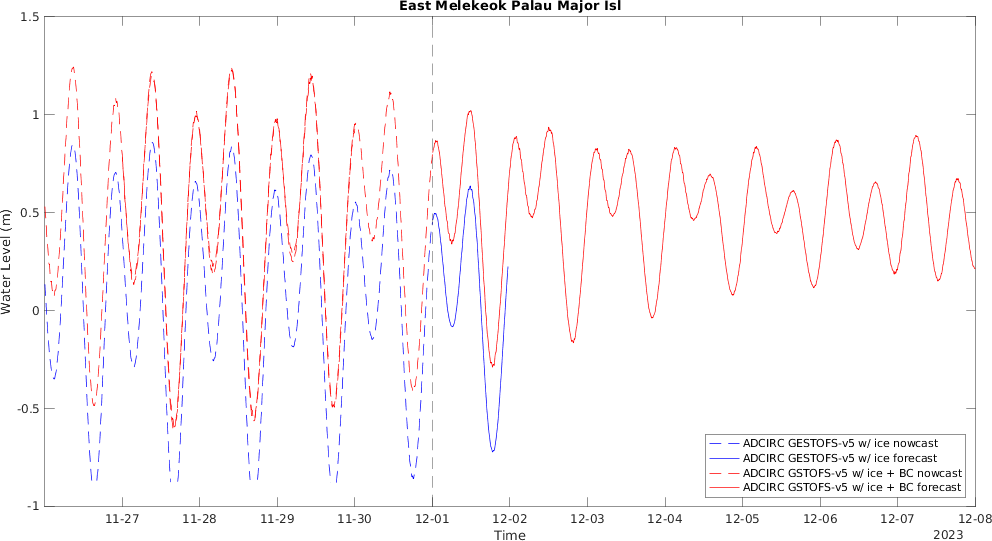 East Melekeok Palau Major Isl
1.5
1
0.5
0
-0.5
-1
Water Level (m)
11-27 11-28 11-29 11-30 12-01 12-02 12-03 12-04 12-05 12-06 12-07 12-08
Time
2023
ADCIRC GESTOFS-v5 w/ ice nowcast
ADCIRC GESTOFS-v5 w/ ice forecast
ADCIRC GSTOFS-v5 w/ ice + BC nowcast
ADCIRC GSTOFS-v5 w/ ice + BC forecast